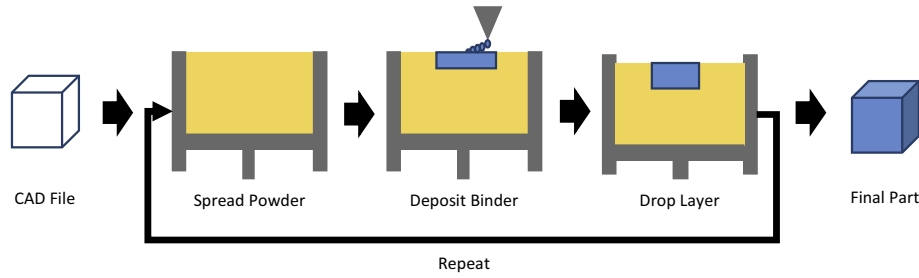 CAD File
Spread Powder
Deposit Binder
Drop Layer
Final Part
Repeat